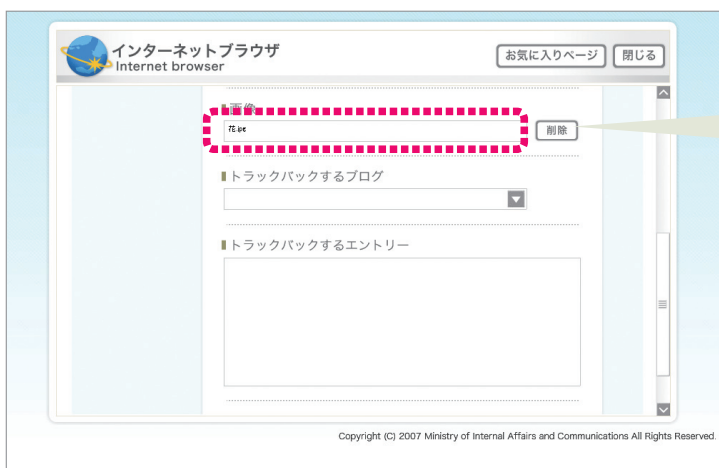 インターネットブラウザ
Internet browser
お気に入りページ
閉じる
画像
花.jpg
削除
トラックバックするブログ
トラックバックするエントリー
Copyright (C) 2007 Ministry of Internal Affairs and Communications All Rights Reserved.